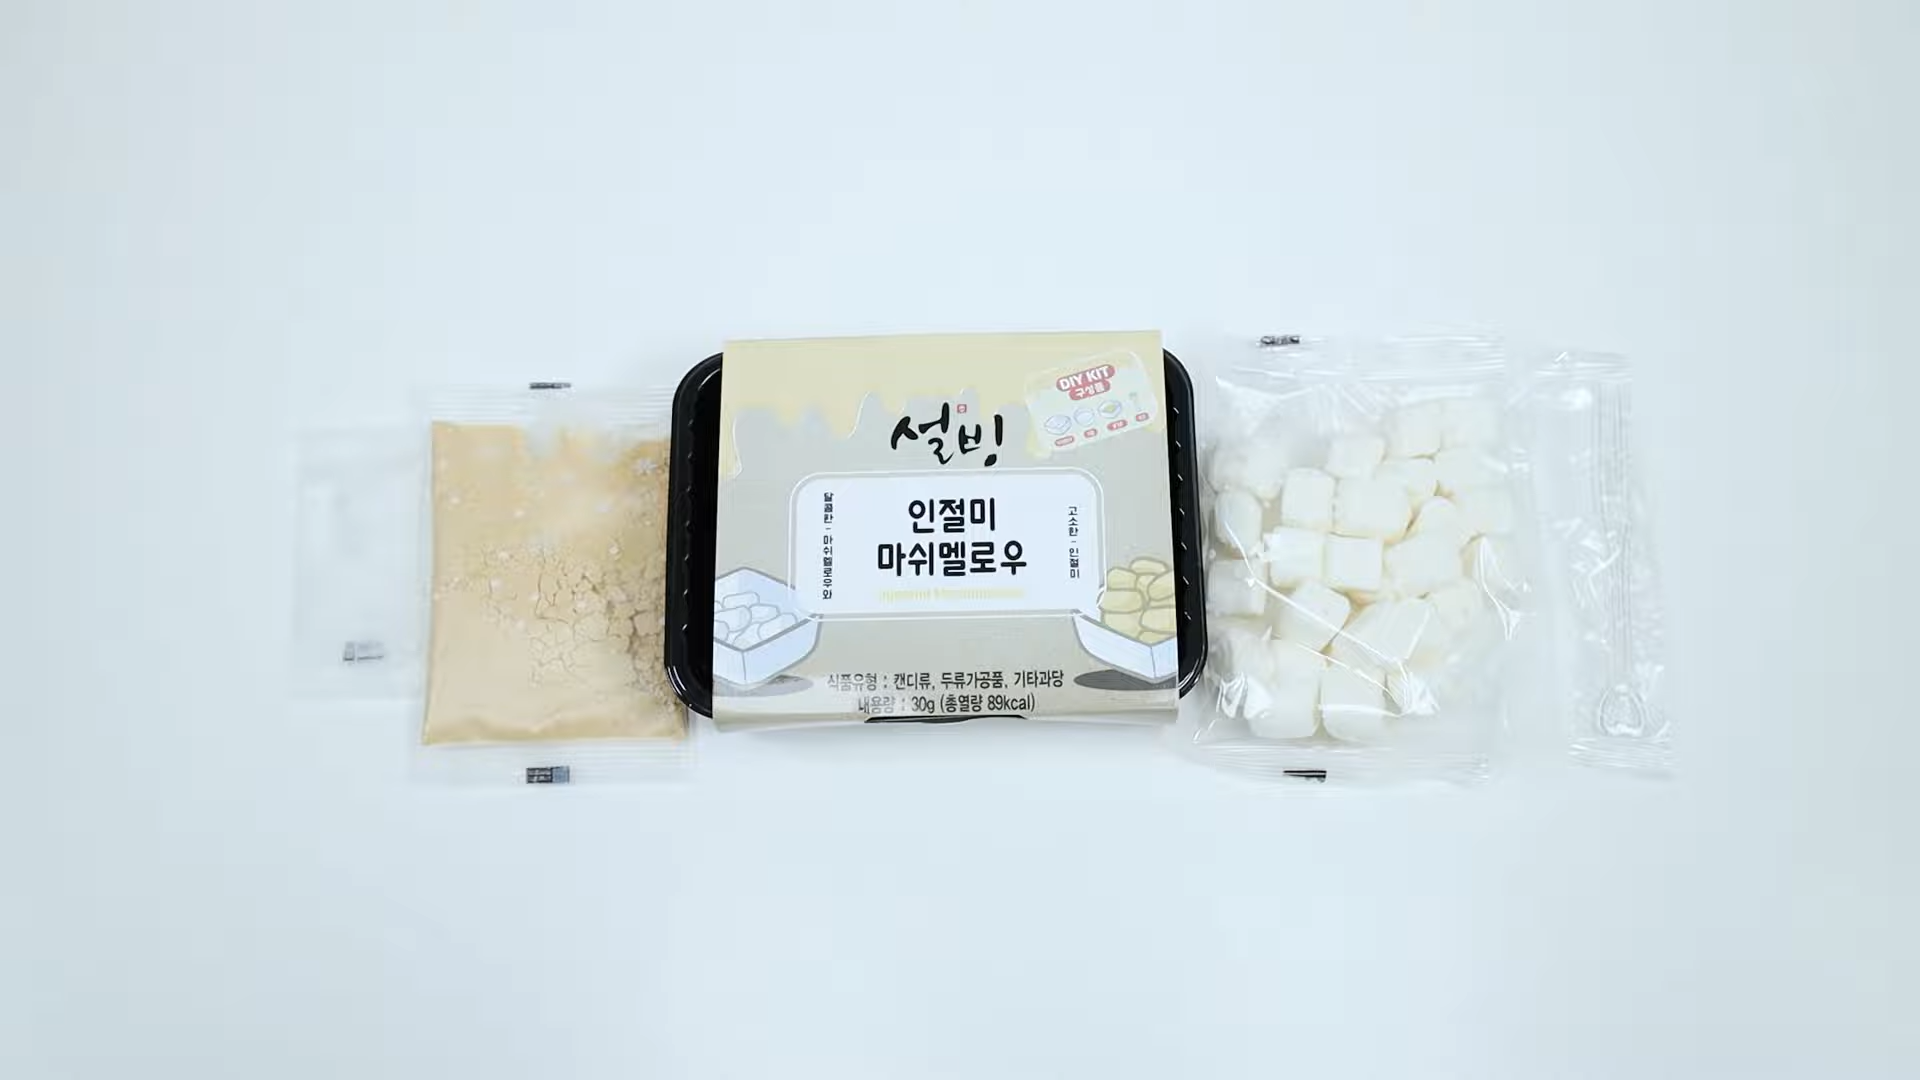 설빙
DIY KIT
구성품
인절미
마쉬멜로우
달콤한 - 마쉬멜로우와
고소한 - 인절미
식품유형 : 캔디류, 두류가공품, 기타과당
내용량 : 30g (총열량 89kcal)